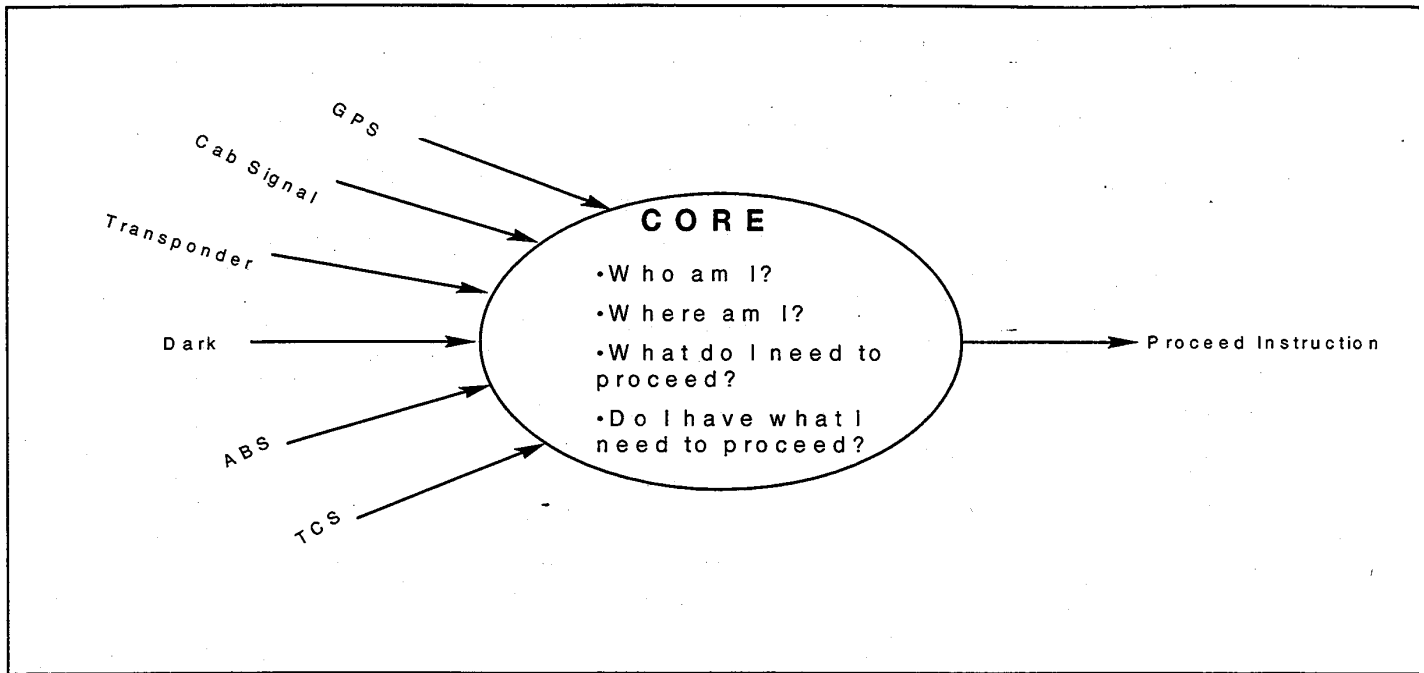 GPS
Cab Signal
Transponder
Dark
ABS
TCS
CORE
•Who am I?
•Where am I?
•What do I need to
proceed?
•Do I have what I
need to proceed?
Proceed Instruction